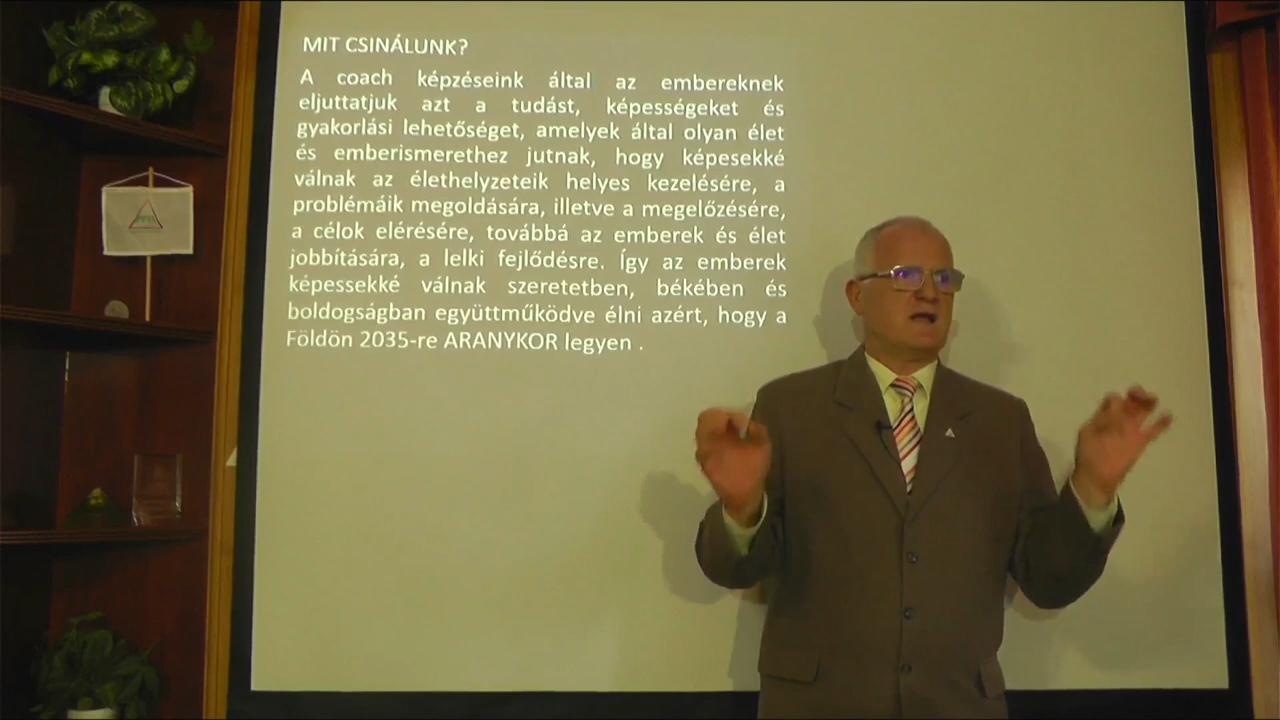 MIT CSINÁLUNK?
A coach képzéseink által az embereknek
eljuttatjuk azt a tudást, képességeket és
gyakorlási lehetőséget, amelyek által olyan élet
és emberismerethez jutnak, hogy képesekké
válnak az élethelyzeteik helyes kezelésére, a
problémáik megoldására, illetve a megelőzésére,
a célok elérésére, továbbá az emberek és élet
jobbítására, a lelki fejlődésre. Így az emberek
képessekké válnak szeretetben, békében és
boldogságban együttműködve élni azért, hogy a
Földön 2035-re ARANYKOR legyen .